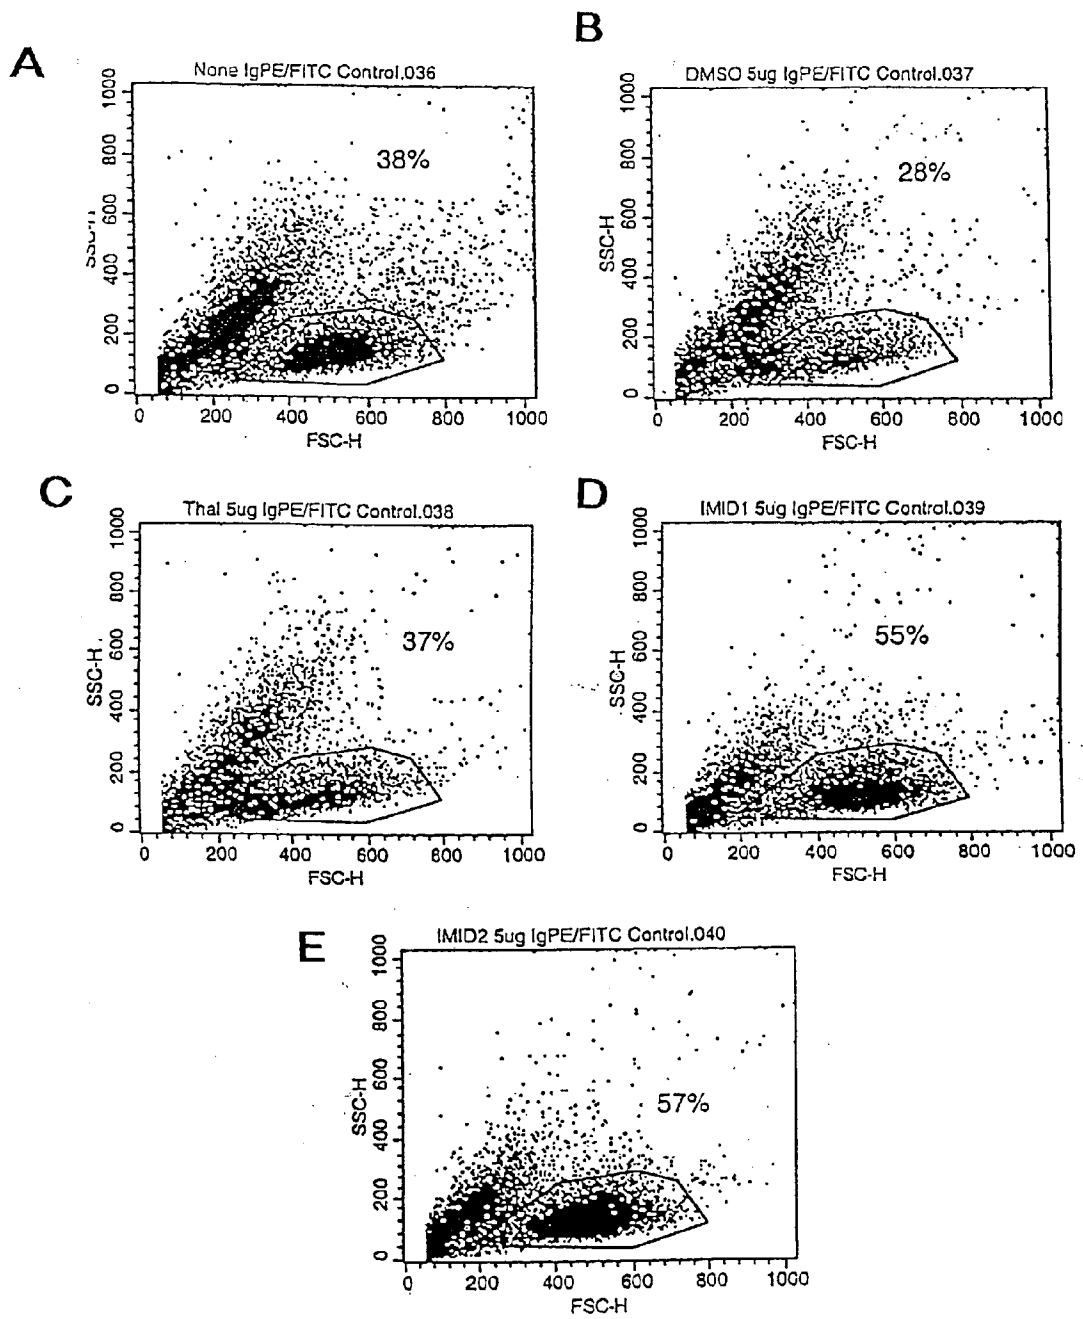 A
None IgPE/FITC Control.036
38%
1000
800
600
400
200
0
SSC-H
0 200 400 600 800 1000
FSC-H
B
DMSO 5ug IgPE/FITC Control.037
28%
1000
800
600
400
200
0
SSC-H
0 200 400 600 800 1000
FSC-H
C
Thal 5ug IgPE/FITC Control.038
37%
1000
800
600
400
200
0
SSC-H
0 200 400 600 800 1000
FSC-H
D
IMID1 5ug IgPE/FITC Control.039
55%
1000
800
600
400
200
0
SSC-H
0 200 400 600 800 1000
FSC-H
E
IMID2 5ug IgPE/FITC Control.040
57%
1000
800
600
400
200
0
SSC-H
0 200 400 600 800 1000
FSC-H